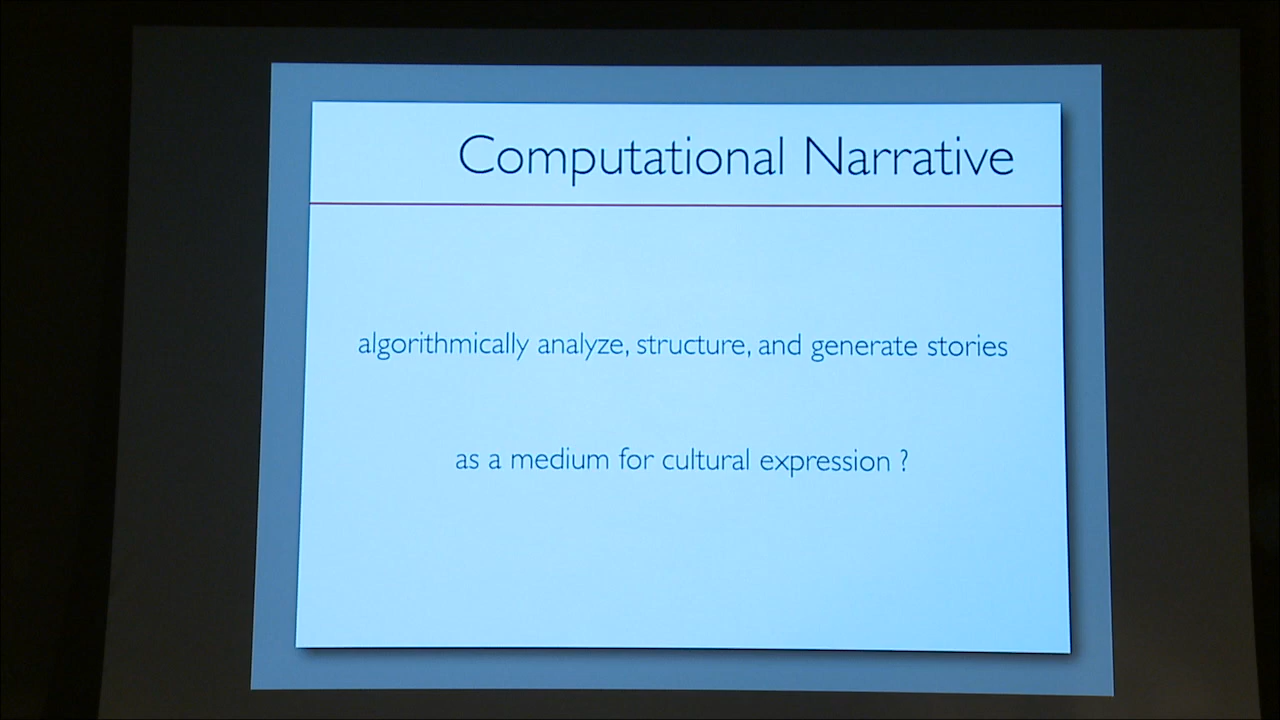 Computational Narrative
algorithmically analyze, structure, and generate stories
as a medium for cultural expression ?